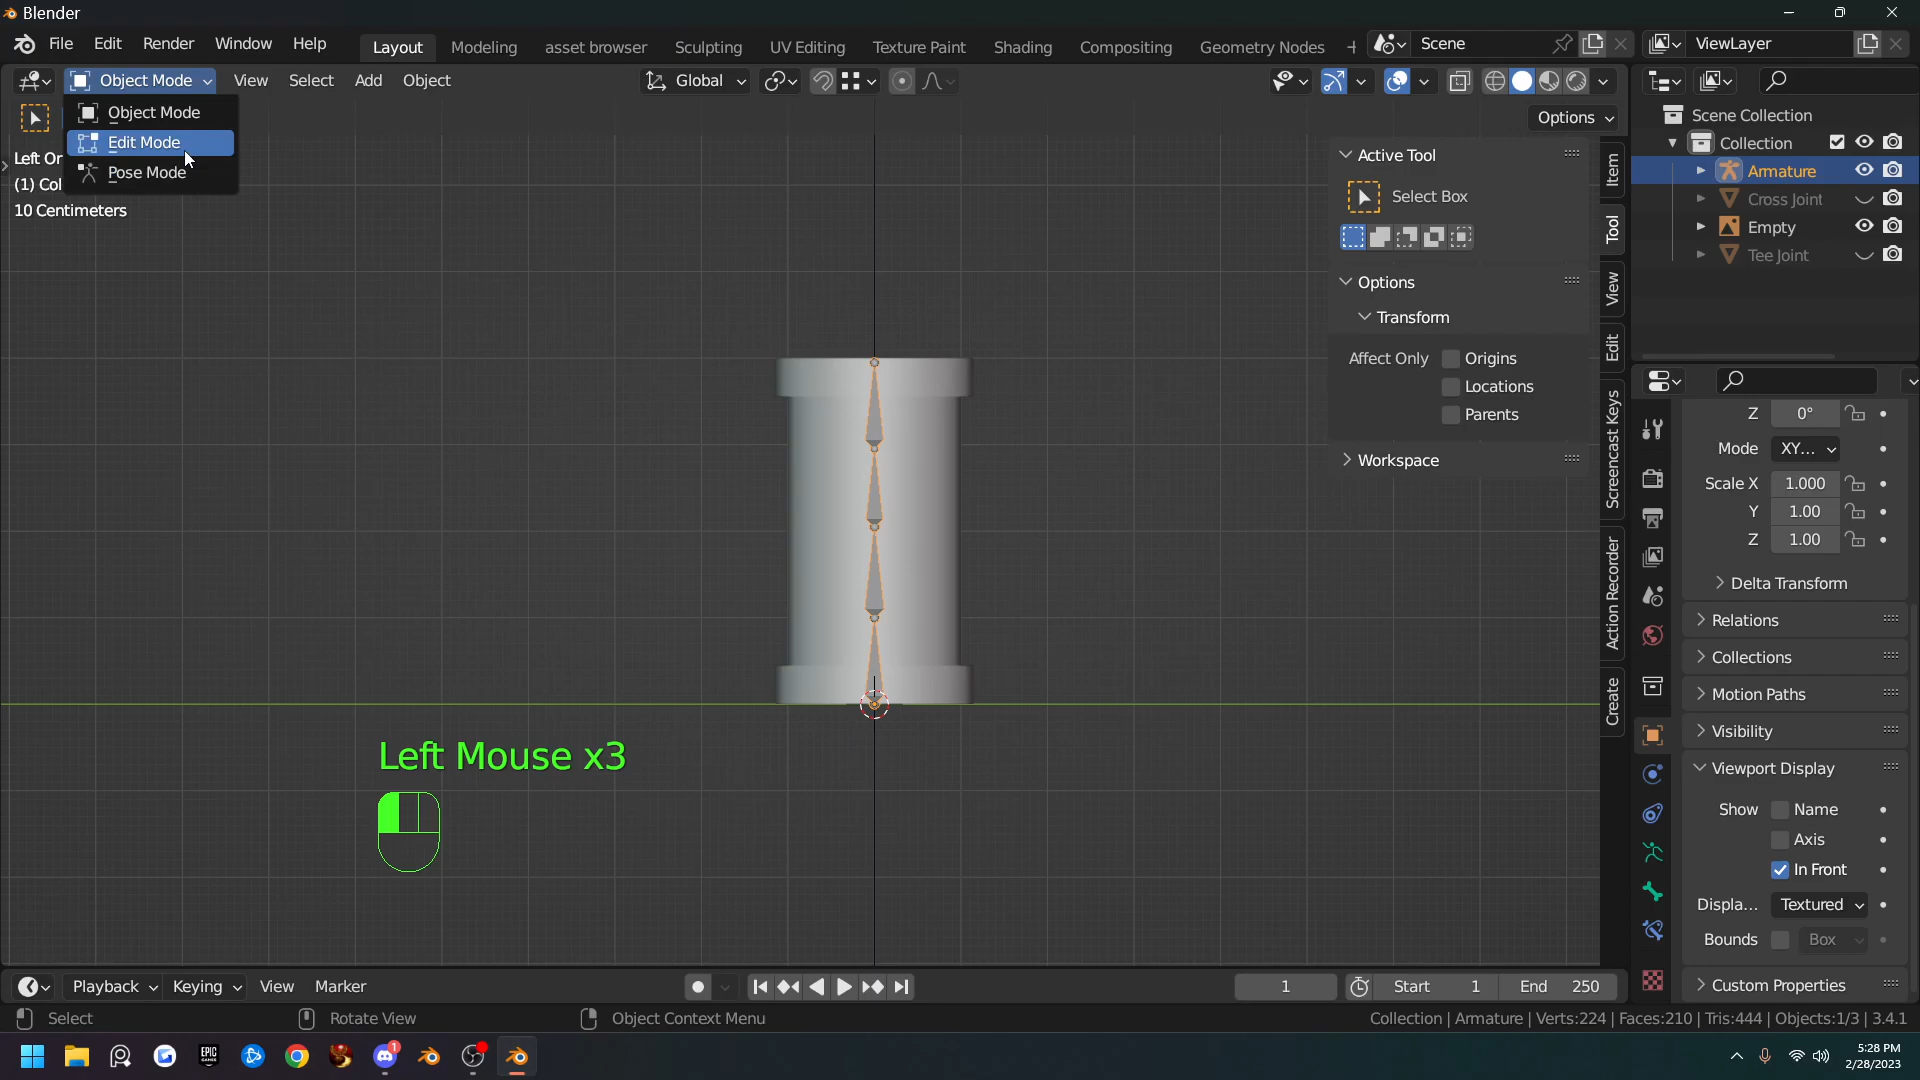 Blender
File Edit Render Window Help
Layout Modeling asset browser Sculpting UV Editing Texture Paint Shading Compositing Geometry Nodes
Scene
ViewLayer
Object Mode View Select Add Object
Global
Object Mode
Edit Mode
Pose Mode
Left Or
(1) Col
10 Centimeters
Options
Active Tool
Select Box
Options
Transform
Affect Only Origins
Locations
Parents
Workspace
Item
Tool
View
Edit
Screencast Keys
Action Recorder
Create
Scene Collection
Collection
Armature
Cross Joint
Empty
Tee Joint
Z 0°
Mode XY...
Scale X 1.000
Y 1.00
Z 1.00
Delta Transform
Relations
Collections
Motion Paths
Visibility
Viewport Display
Show Name
Axis
In Front
Displa... Textured
Bounds Box
Custom Properties
Left Mouse x3
Playback Keying View Marker
1
Start 1 End 250
Select Rotate View Object Context Menu
Collection | Armature | Verts:224 | Faces:210 | Tris:444 | Objects:1/3 | 3.4.1
EPIC GAMES
1
5:28 PM
2/28/2023